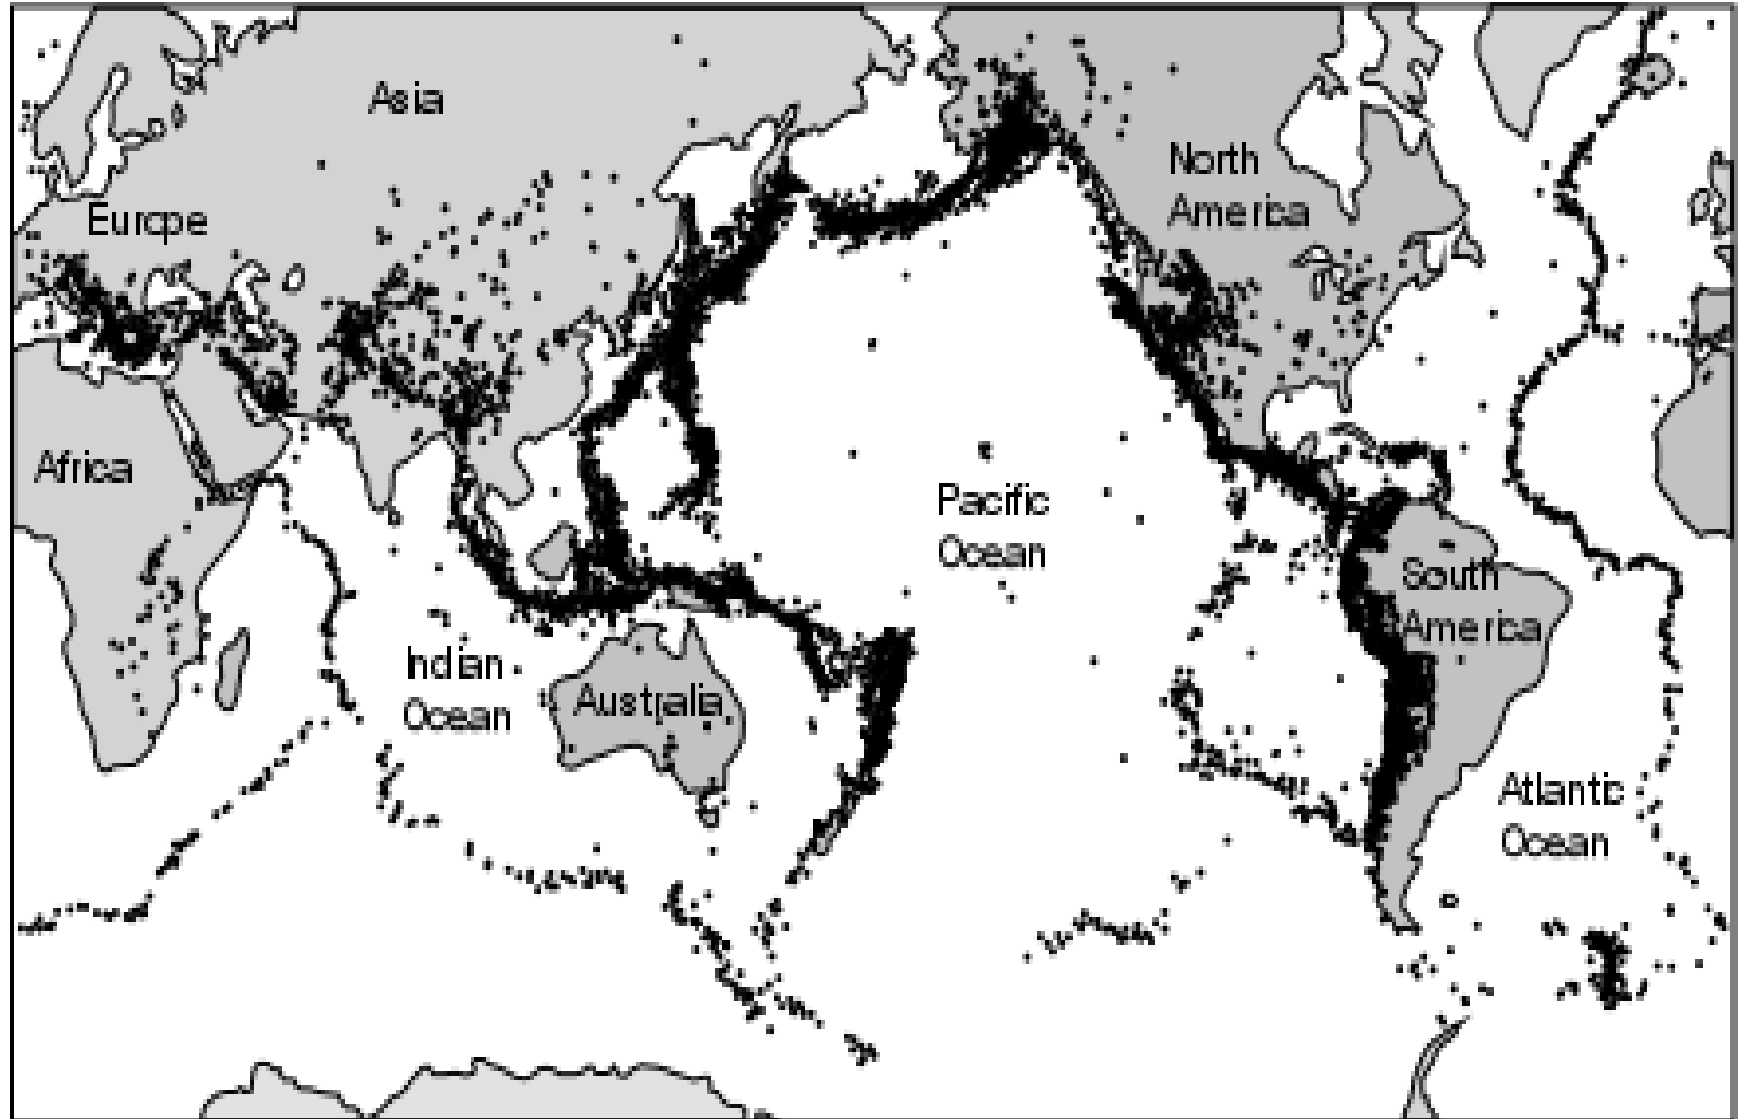 Asia
North
America
Europe
Africa
Pacific
Ocean
South
America
Indian
Ocean
Australia
Atlantic
Ocean